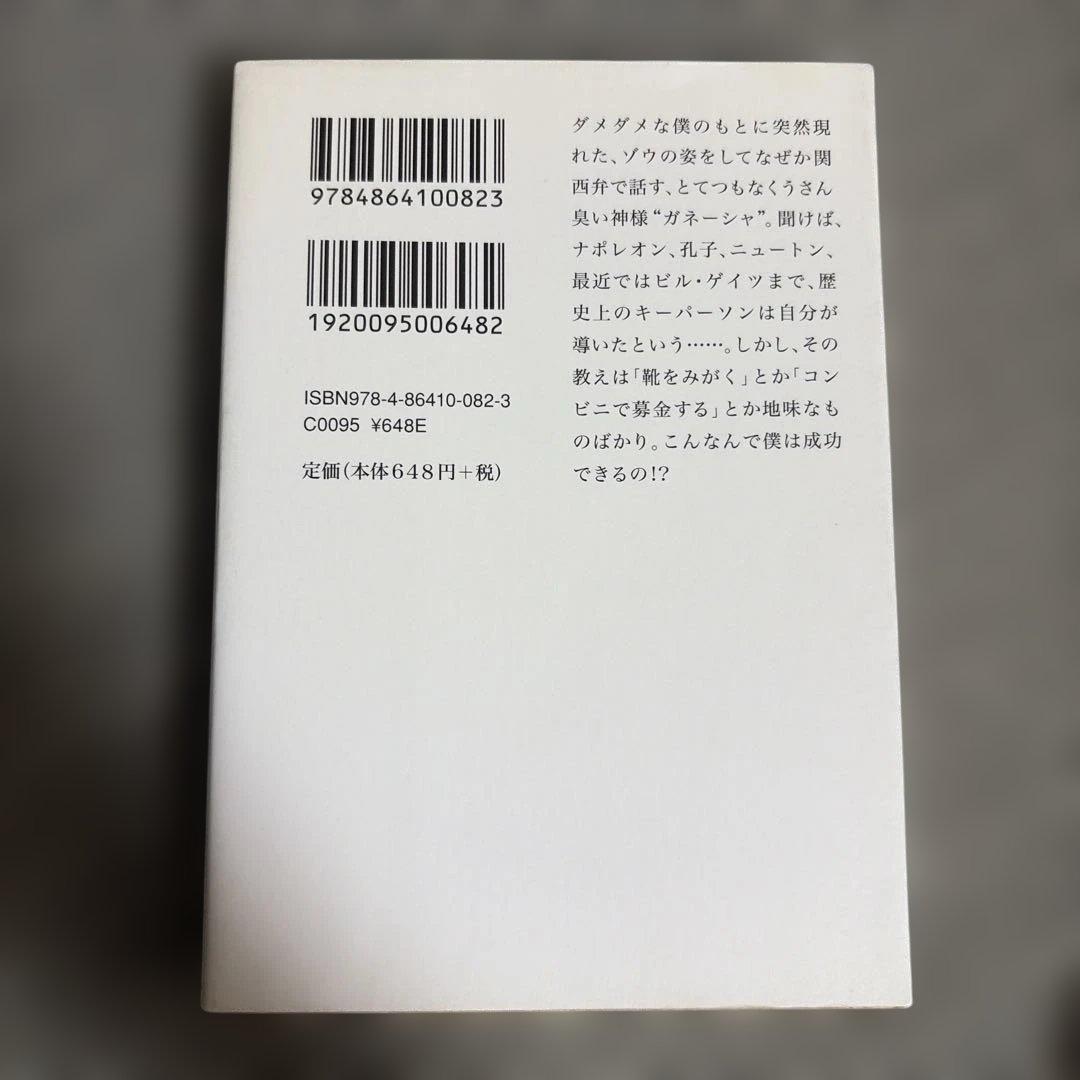 9784864100823
1920095006482
ISBN978-4-86410-082-3
C0095 ¥648E
定価(本体648円+税)
ダメダメな僕のもとに突然現
れた、ゾウの姿をしてなぜか関
西弁で話す、とてつもなくうさん
臭い神様“ガネーシャ”。聞けば、
ナポレオン、孔子、ニュートン、
最近ではビル・ゲイツまで、歴
史上のキーパーソンは自分が
導いたという……。しかし、その
教えは「靴をみがく」とか「コン
ビニで募金する」とか地味なも
のばかり。こんなんで僕は成功
できるの!?